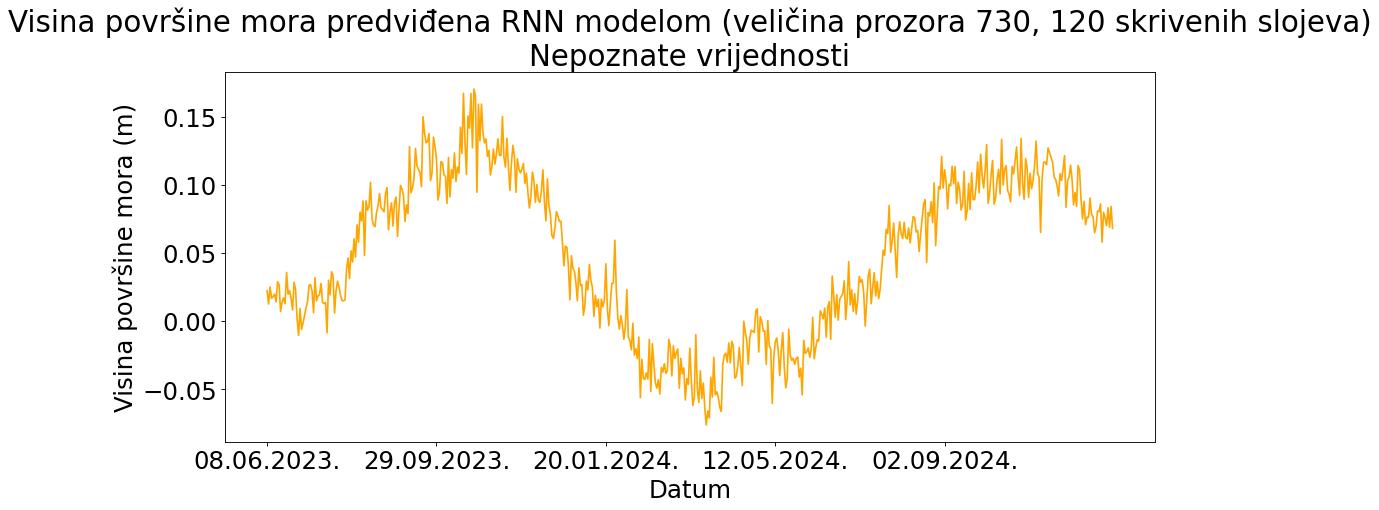 Visina površine mora predviđena RNN modelom (veličina prozora 730, 120 skrivenih slojeva)
Nepoznate vrijednosti
Visina površine mora (m)
0.15
0.10
0.05
0.00
−0.05
08.06.2023. 29.09.2023. 20.01.2024. 12.05.2024. 02.09.2024.
Datum